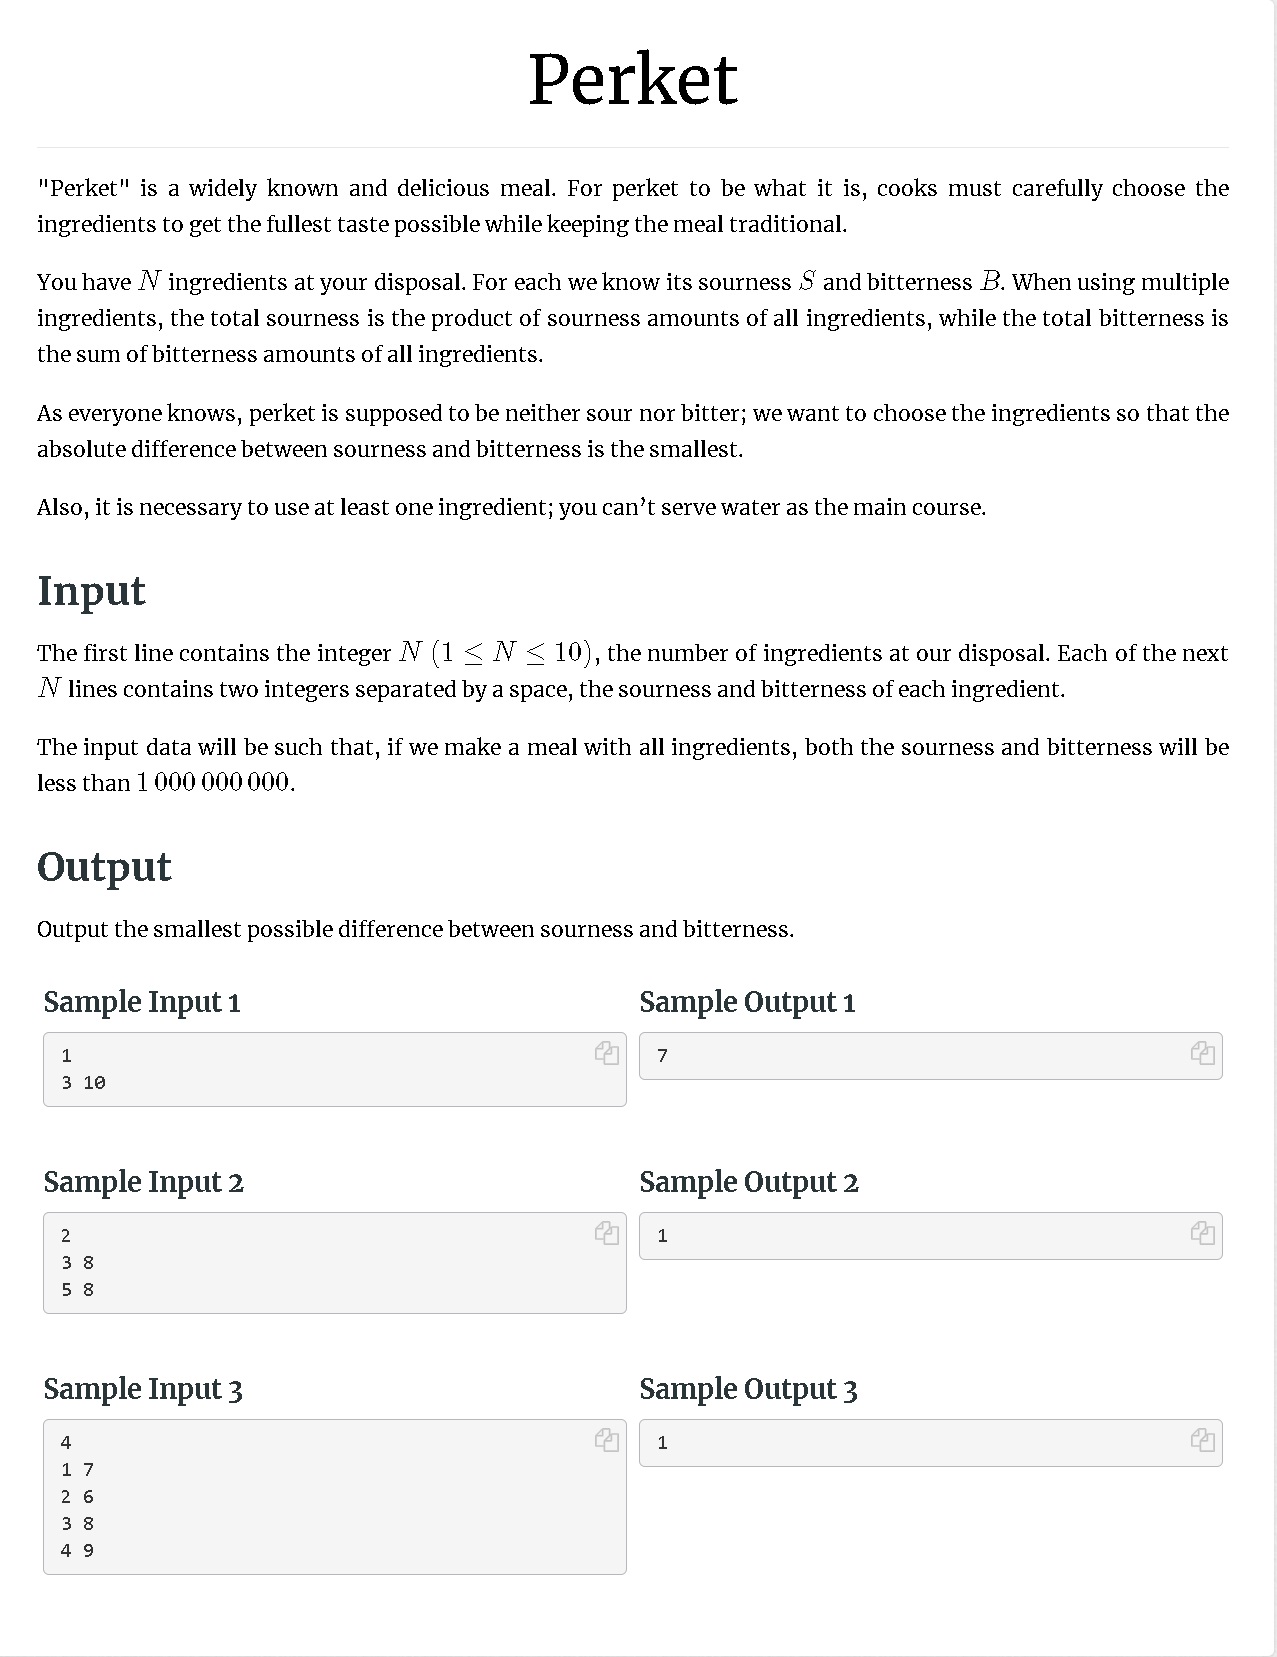 Perket
"Perket" is a widely known and delicious meal. For perket to be what it is, cooks must carefully choose the
ingredients to get the fullest taste possible while keeping the meal traditional.
You have N ingredients at your disposal. For each we know its sourness S and bitterness B. When using multiple
ingredients, the total sourness is the product of sourness amounts of all ingredients, while the total bitterness is
the sum of bitterness amounts of all ingredients.
As everyone knows, perket is supposed to be neither sour nor bitter; we want to choose the ingredients so that the
absolute difference between sourness and bitterness is the smallest.
Also, it is necessary to use at least one ingredient; you can’t serve water as the main course.
Input
The first line contains the integer N (1 ≤ N ≤ 10), the number of ingredients at our disposal. Each of the next
N lines contains two integers separated by a space, the sourness and bitterness of each ingredient.
The input data will be such that, if we make a meal with all ingredients, both the sourness and bitterness will be
less than 1 000 000 000.
Output
Output the smallest possible difference between sourness and bitterness.
Sample Input 1
1
3 10
Sample Output 1
7
Sample Input 2
2
3 8
5 8
Sample Output 2
1
Sample Input 3
4
1 7
2 6
3 8
4 9
Sample Output 3
1